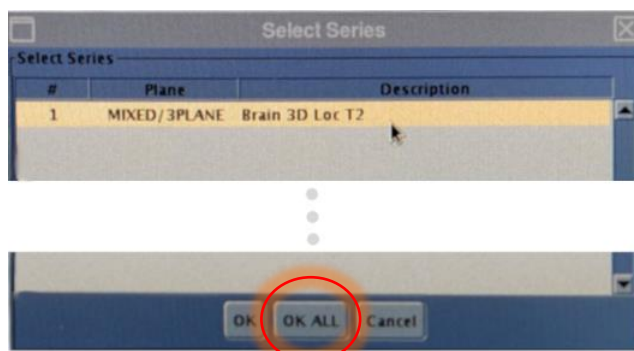 Select Series
Select Series
# Plane Description
1 MIXED/3PLANE Brain 3D Loc T2
OK OK ALL Cancel